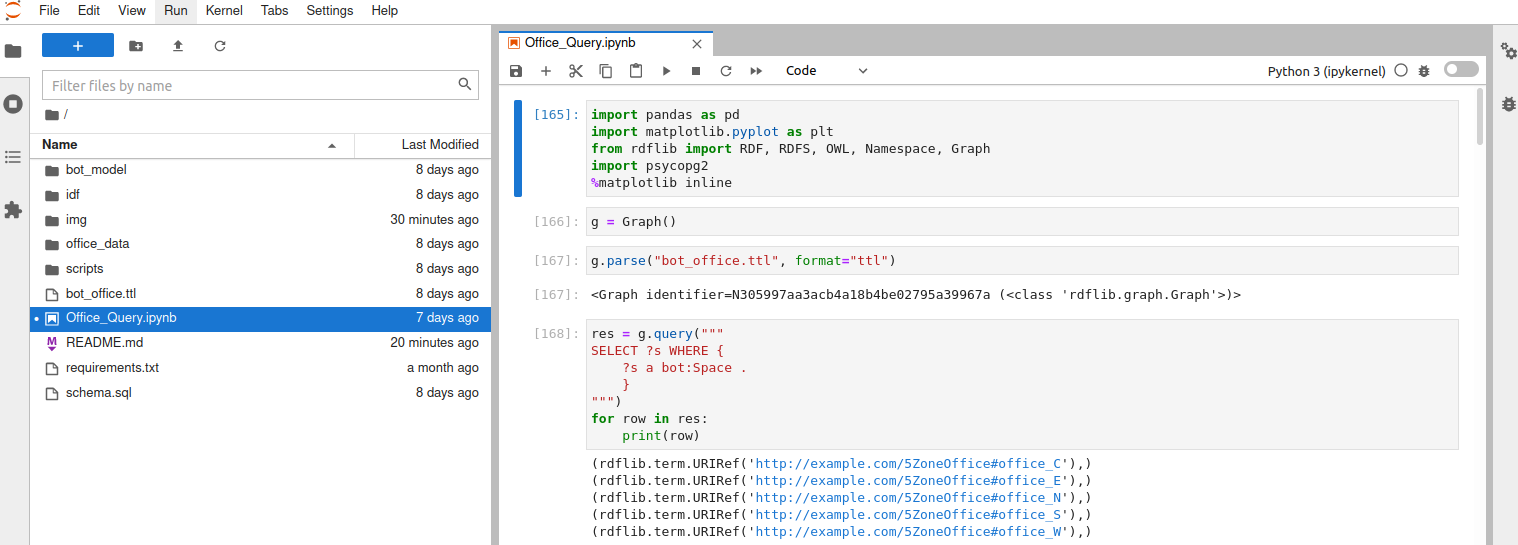 File Edit View Run Kernel Tabs Settings Help
+
Filter files by name
/
Name Last Modified
bot_model 8 days ago
idf 8 days ago
img 30 minutes ago
office_data 8 days ago
scripts 8 days ago
bot_office.ttl 8 days ago
Office_Query.ipynb 7 days ago
README.md 20 minutes ago
requirements.txt a month ago
schema.sql 8 days ago
Office_Query.ipynb
Code Python 3 (ipykernel)
[165]: import pandas as pd
import matplotlib.pyplot as plt
from rdflib import RDF, RDFS, OWL, Namespace, Graph
import psycopg2
%matplotlib inline
[166]: g = Graph()
[167]: g.parse("bot_office.ttl", format="ttl")
[167]: <Graph identifier=N305997aa3acb4a18b4be02795a39967a (<class 'rdflib.graph.Graph'>)>
[168]: res = g.query("""
SELECT ?s WHERE {
    ?s a bot:Space .
    }
""")
for row in res:
    print(row)
(rdflib.term.URIRef('http://example.com/5ZoneOffice#office_C'),)
(rdflib.term.URIRef('http://example.com/5ZoneOffice#office_E'),)
(rdflib.term.URIRef('http://example.com/5ZoneOffice#office_N'),)
(rdflib.term.URIRef('http://example.com/5ZoneOffice#office_S'),)
(rdflib.term.URIRef('http://example.com/5ZoneOffice#office_W'),)